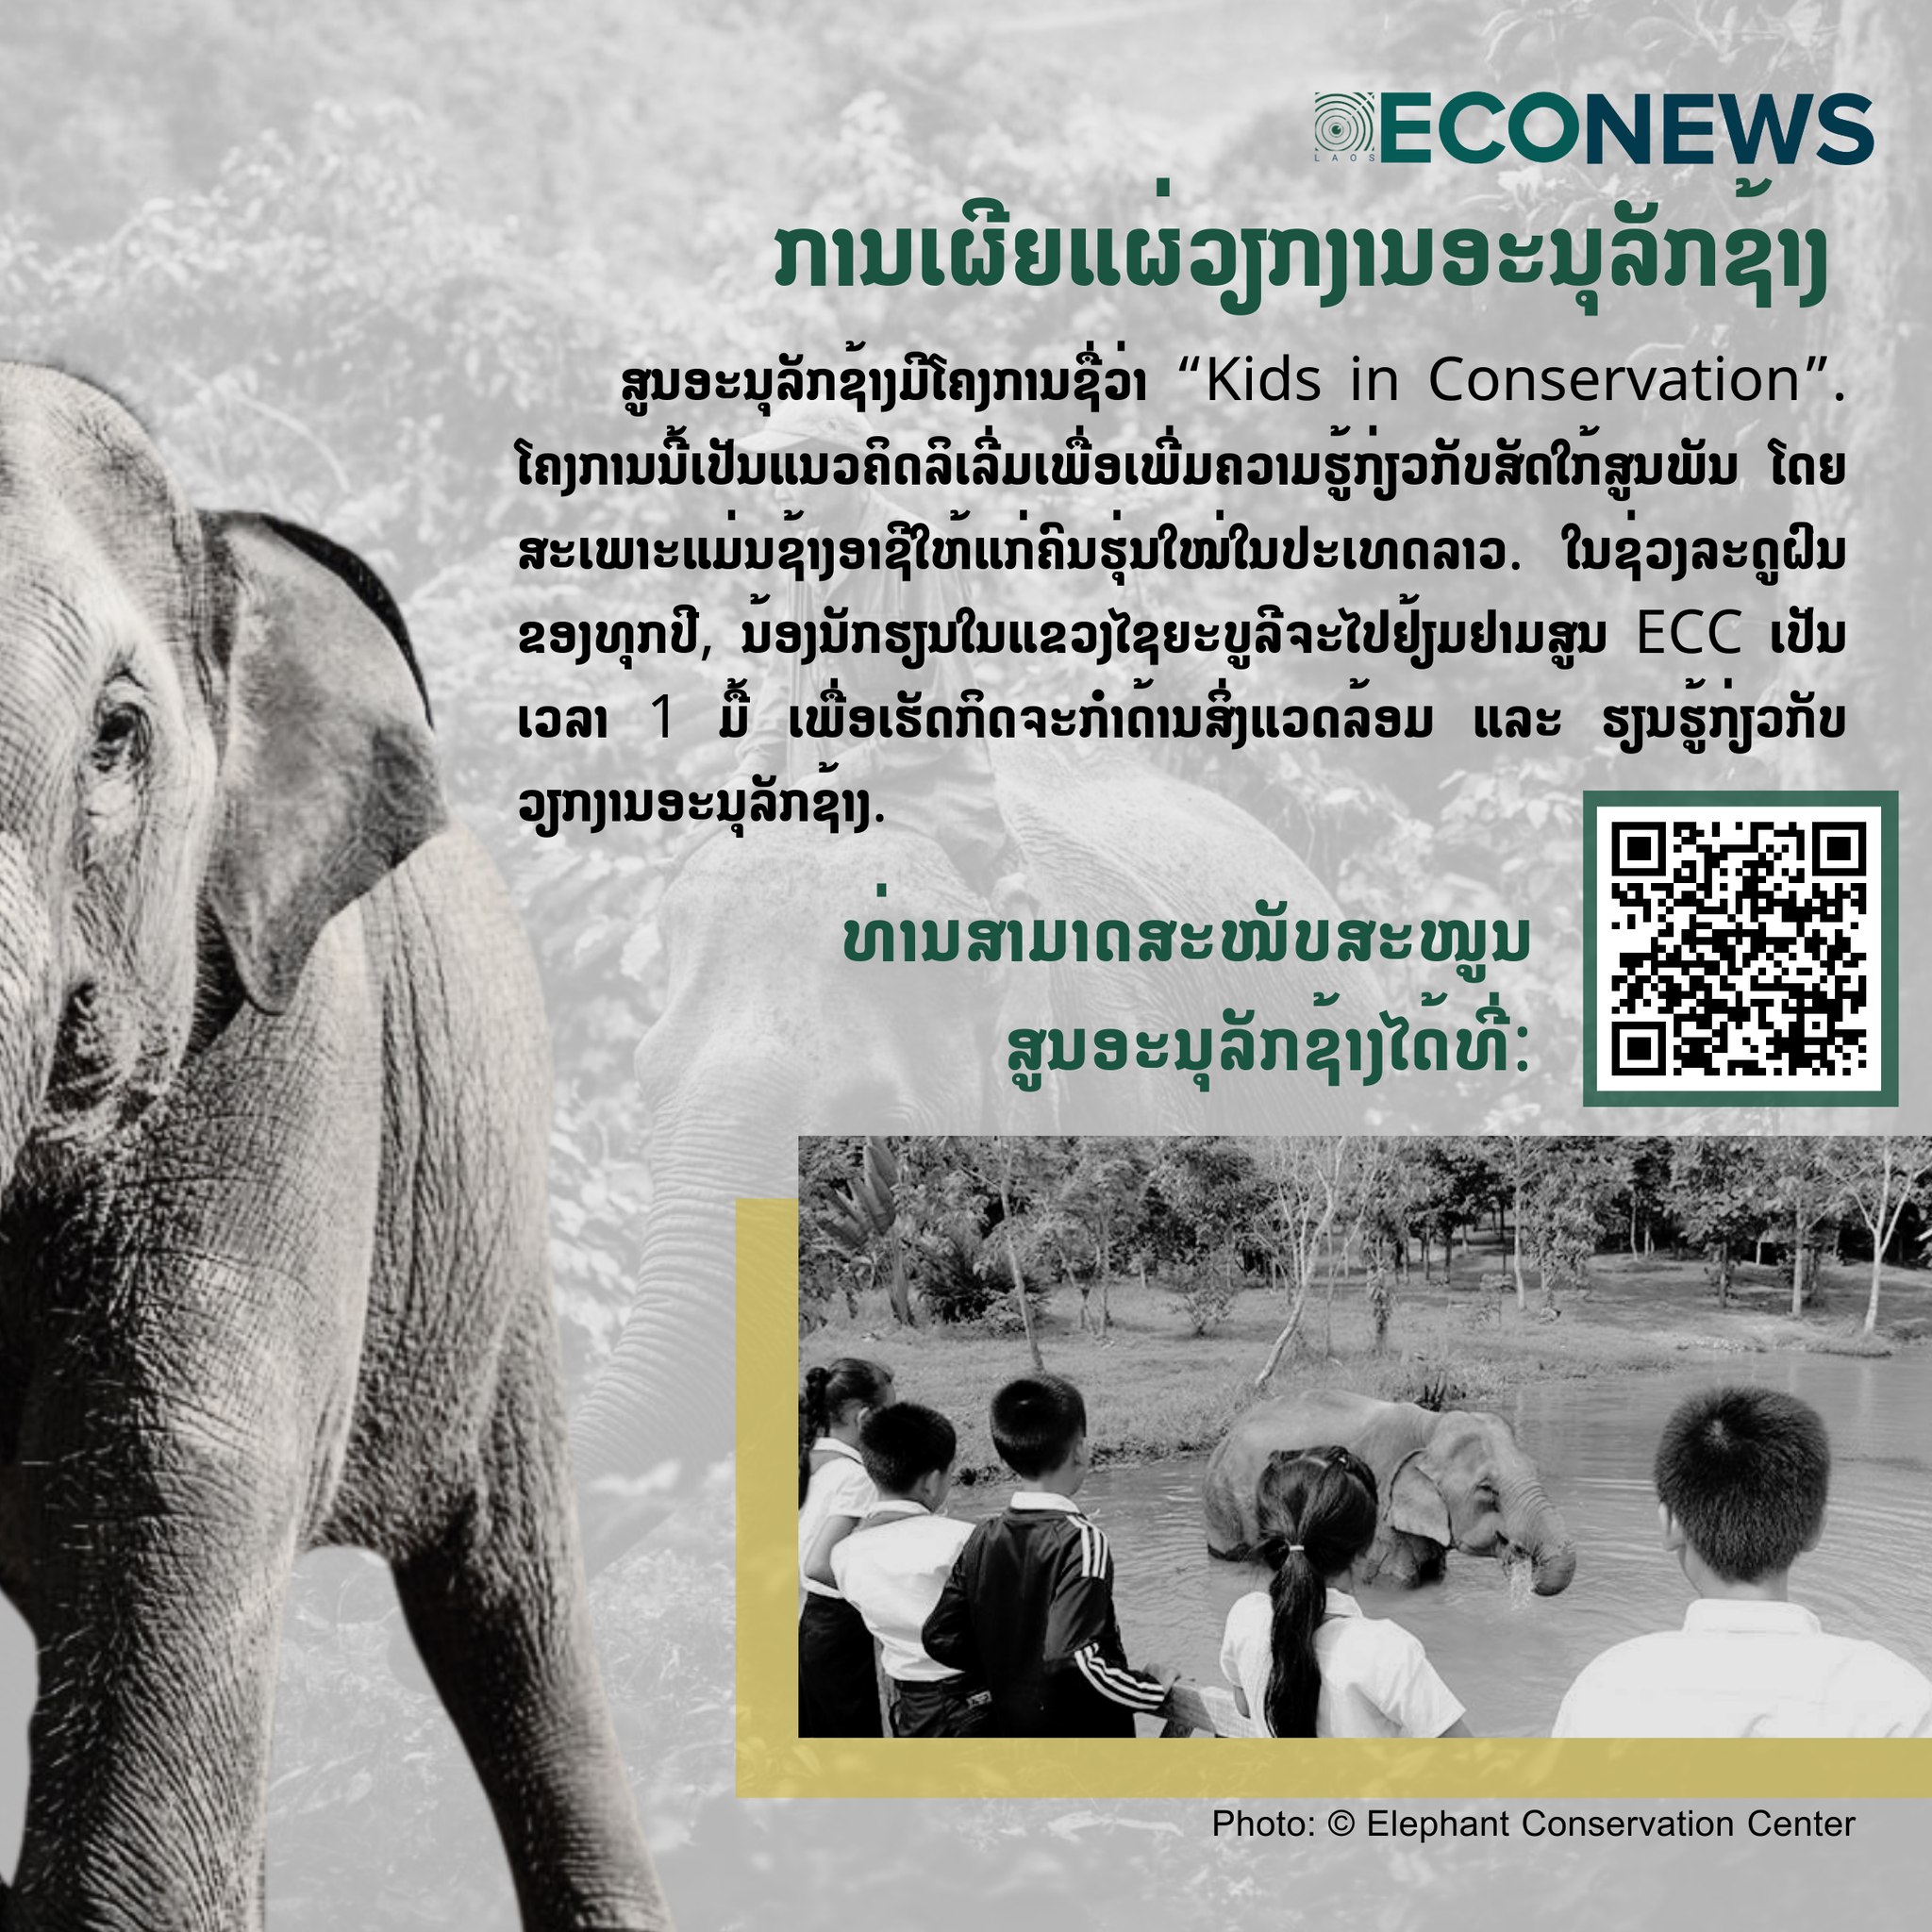 LAOS ECONEWS
ການເຜີຍແຜ່ວຽກງານອະນຸລັກຊ້າງ
ສູນອະນຸລັກຊ້າງມີໂຄງການຊື່ວ່າ “Kids in Conservation”.
ໂຄງການນີ້ເປັນແນວຄິດລິເລີ່ມເພື່ອເພີ່ມຄວາມຮູ້ກ່ຽວກັບສັດໃກ້ສູນພັນ ໂດຍ
ສະເພາະແມ່ນຊ້າງອາຊີໃຫ້ແກ່ຄົນຮຸ່ນໃໝ່ໃນປະເທດລາວ. ໃນຊ່ວງລະດູຝົນ
ຂອງທຸກປີ, ນ້ອງນັກຮຽນໃນແຂວງໄຊຍະບູລີຈະໄປຢ້ຽມຢາມສູນ ECC ເປັນ
ເວລາ 1 ມື້ ເພື່ອເຮັດກິດຈະກຳດ້ານສິ່ງແວດລ້ອມ ແລະ ຮຽນຮູ້ກ່ຽວກັບ
ວຽກງານອະນຸລັກຊ້າງ.
ທ່ານສາມາດສະໜັບສະໜູນ
ສູນອະນຸລັກຊ້າງໄດ້ທີ່:
Photo: © Elephant Conservation Center